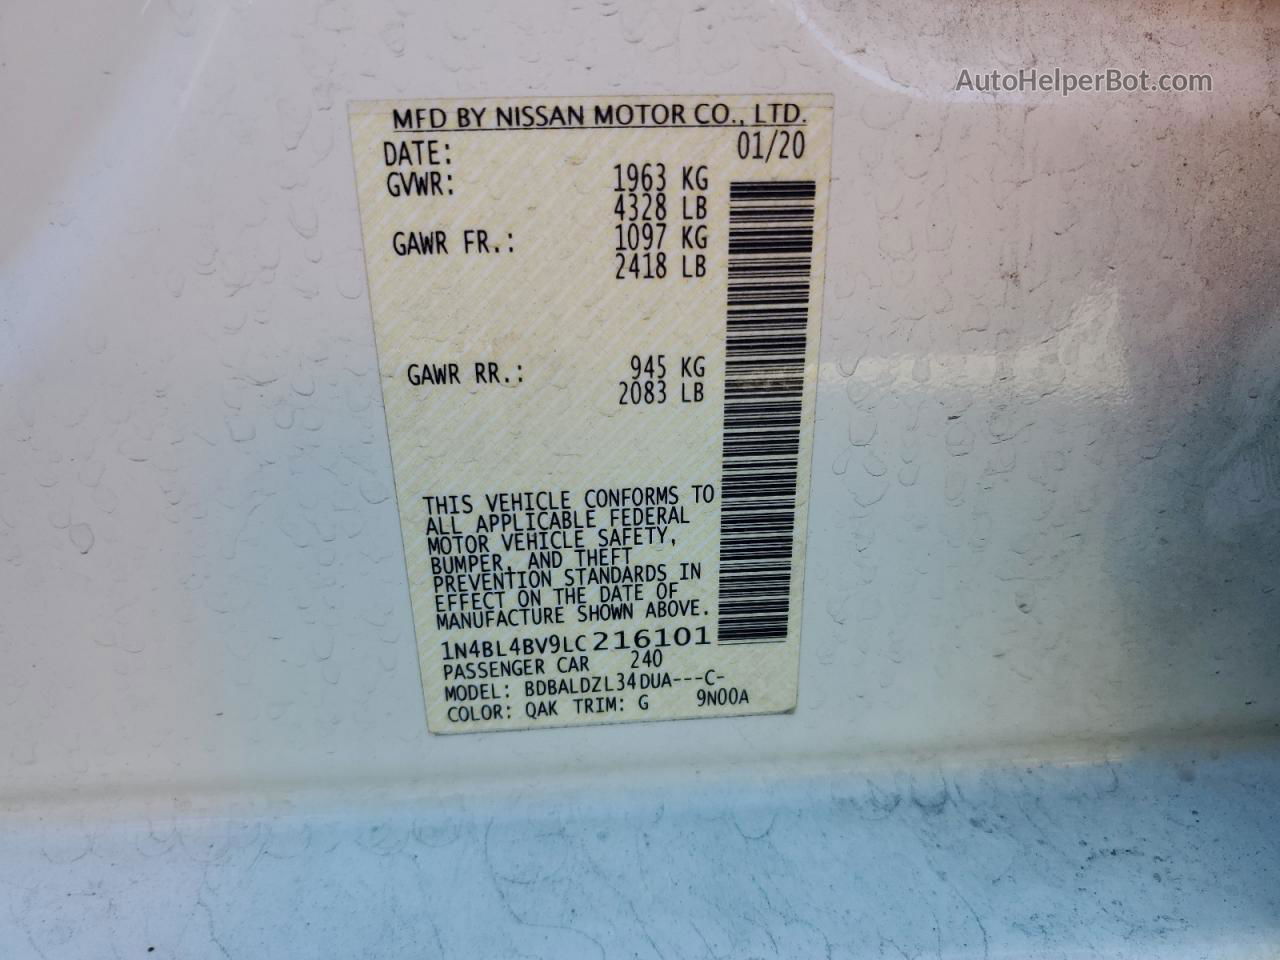 AutoHelperBot.com
MFD BY NISSAN MOTOR CO., LTD.
DATE: 01/20
GVWR: 1963 KG
4328 LB
GAWR FR.: 1097 KG
2418 LB
GAWR RR.: 945 KG
2083 LB
THIS VEHICLE CONFORMS TO
ALL APPLICABLE FEDERAL
MOTOR VEHICLE SAFETY,
BUMPER, AND THEFT
PREVENTION STANDARDS IN
EFFECT ON THE DATE OF
MANUFACTURE SHOWN ABOVE.
1N4BL4BV9LC216101
PASSENGER CAR 240
MODEL: BDBALDZL34DUA---C-
COLOR: QAK TRIM: G 9N00A